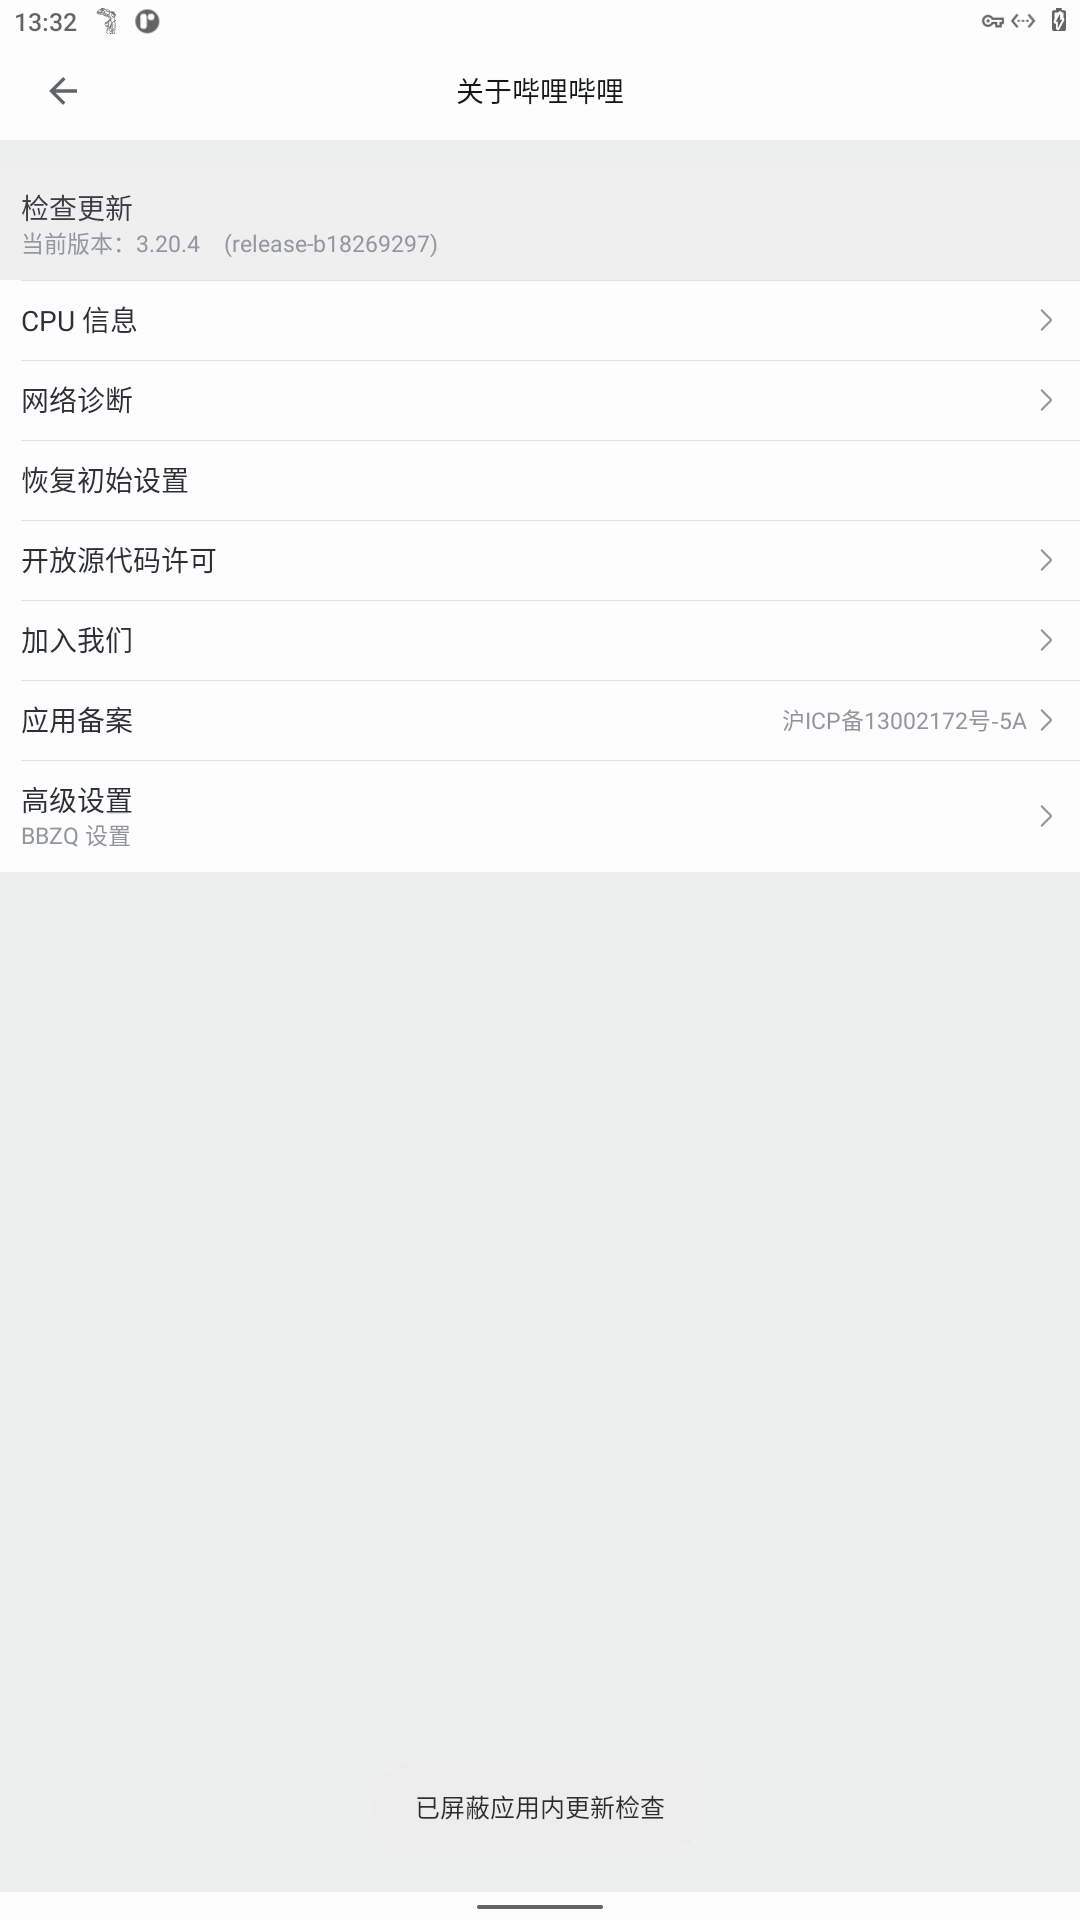 13:32
关于哔哩哔哩
检查更新
当前版本：3.20.4 (release-b18269297)
CPU 信息
网络诊断
恢复初始设置
开放源代码许可
加入我们
应用备案
沪ICP备13002172号-5A
高级设置
BBZQ 设置
已屏蔽应用内更新检查